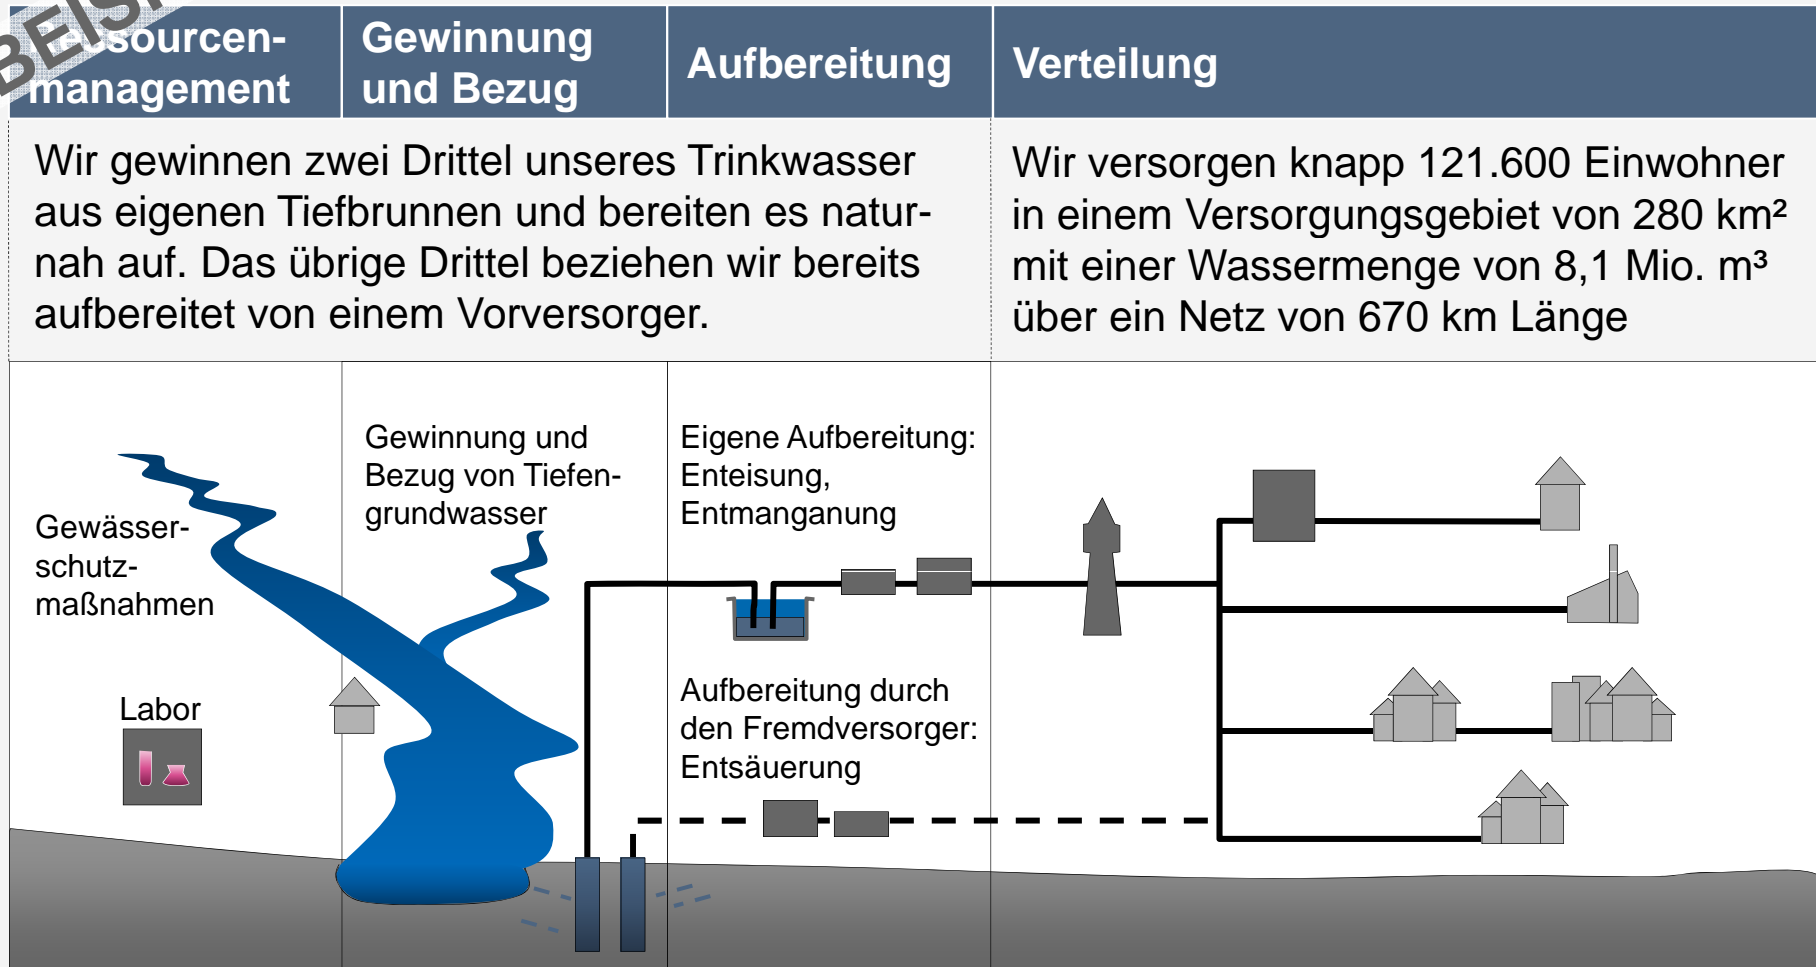 BEIS
Ressourcen-
management
Gewinnung
und Bezug
Aufbereitung
Verteilung
Wir gewinnen zwei Drittel unseres Trinkwasser
aus eigenen Tiefbrunnen und bereiten es natur-
nah auf. Das übrige Drittel beziehen wir bereits
aufbereitet von einem Vorversorger.
Wir versorgen knapp 121.600 Einwohner
in einem Versorgungsgebiet von 280 km²
mit einer Wassermenge von 8,1 Mio. m³
über ein Netz von 670 km Länge
Gewässer-
schutz-
maßnahmen
Labor
Gewinnung und
Bezug von Tiefen-
grundwasser
Eigene Aufbereitung:
Enteisung,
Entmanganung
Aufbereitung durch
den Fremdversorger:
Entsäuerung